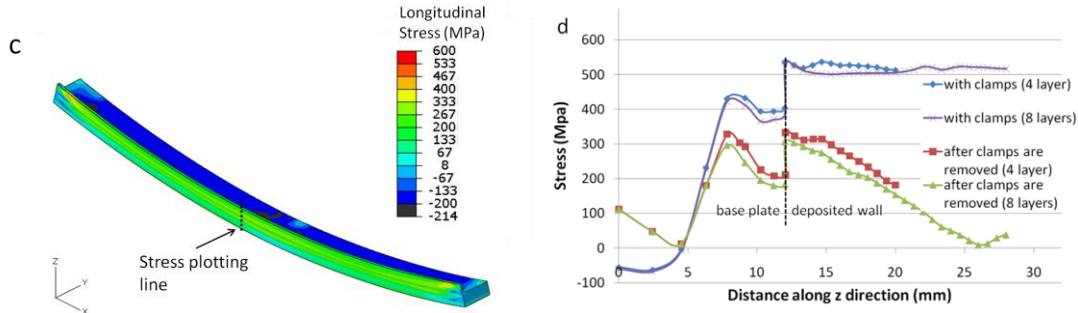 c
Longitudinal
Stress (MPa)
600
533
467
400
333
267
200
133
67
8
-67
-133
-200
-214
Stress plotting
line
Z
Y
X
d
600
500
400
300
200
100
0
-100
Stress (Mpa)
0
5
10
15
20
25
30
Distance along z direction (mm)
base plate
deposited wall
with clamps (4 layer)
with clamps (8 layers)
after clamps are
removed (4 layer)
after clamps are
removed (8 layers)